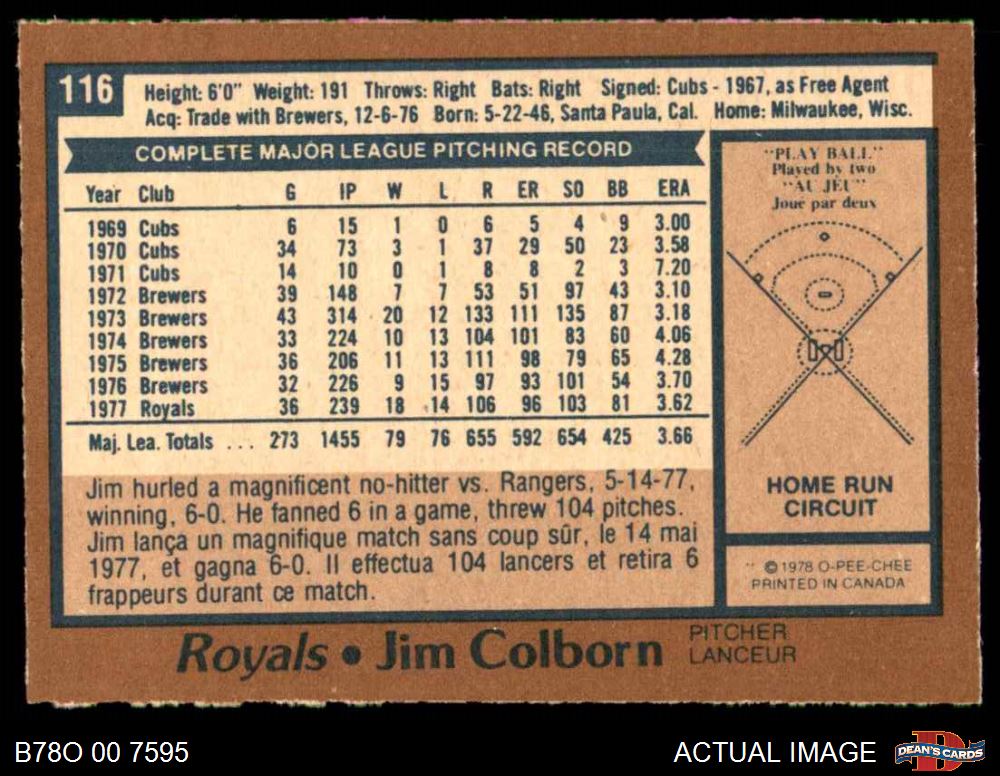 116
Height: 6'0" Weight: 191 Throws: Right Bats: Right Signed: Cubs - 1967, as Free Agent
Acq: Trade with Brewers, 12-6-76 Born: 5-22-46, Santa Paula, Cal. Home: Milwaukee, Wisc.
COMPLETE MAJOR LEAGUE PITCHING RECORD
Year Club G IP W L R ER SO BB ERA
1969 Cubs 6 15 1 0 6 5 4 9 3.00
1970 Cubs 34 73 3 1 37 29 50 23 3.58
1971 Cubs 14 10 0 1 8 8 2 3 7.20
1972 Brewers 39 148 7 7 53 51 97 43 3.10
1973 Brewers 43 314 20 12 133 111 135 87 3.18
1974 Brewers 33 224 10 13 104 101 83 60 4.06
1975 Brewers 36 206 11 13 111 98 79 65 4.28
1976 Brewers 32 226 9 15 97 93 101 54 3.70
1977 Royals 36 239 18 14 106 96 103 81 3.62
Maj. Lea. Totals ... 273 1455 79 76 655 592 654 425 3.66
Jim hurled a magnificent no-hitter vs. Rangers, 5-14-77,
winning, 6-0. He fanned 6 in a game, threw 104 pitches.
Jim lança un magnifique match sans coup sûr, le 14 mai
1977, et gagna 6-0. Il effectua 104 lancers et retira 6
frappeurs durant ce match.
"PLAY BALL"
Played by two
"AU JEU"
Joué par deux
HOME RUN
CIRCUIT
©1978 O-PEE-CHEE
PRINTED IN CANADA
Royals • Jim Colborn
PITCHER
LANCEUR
B78O 00 7595
ACTUAL IMAGE
DEAN'S CARDS